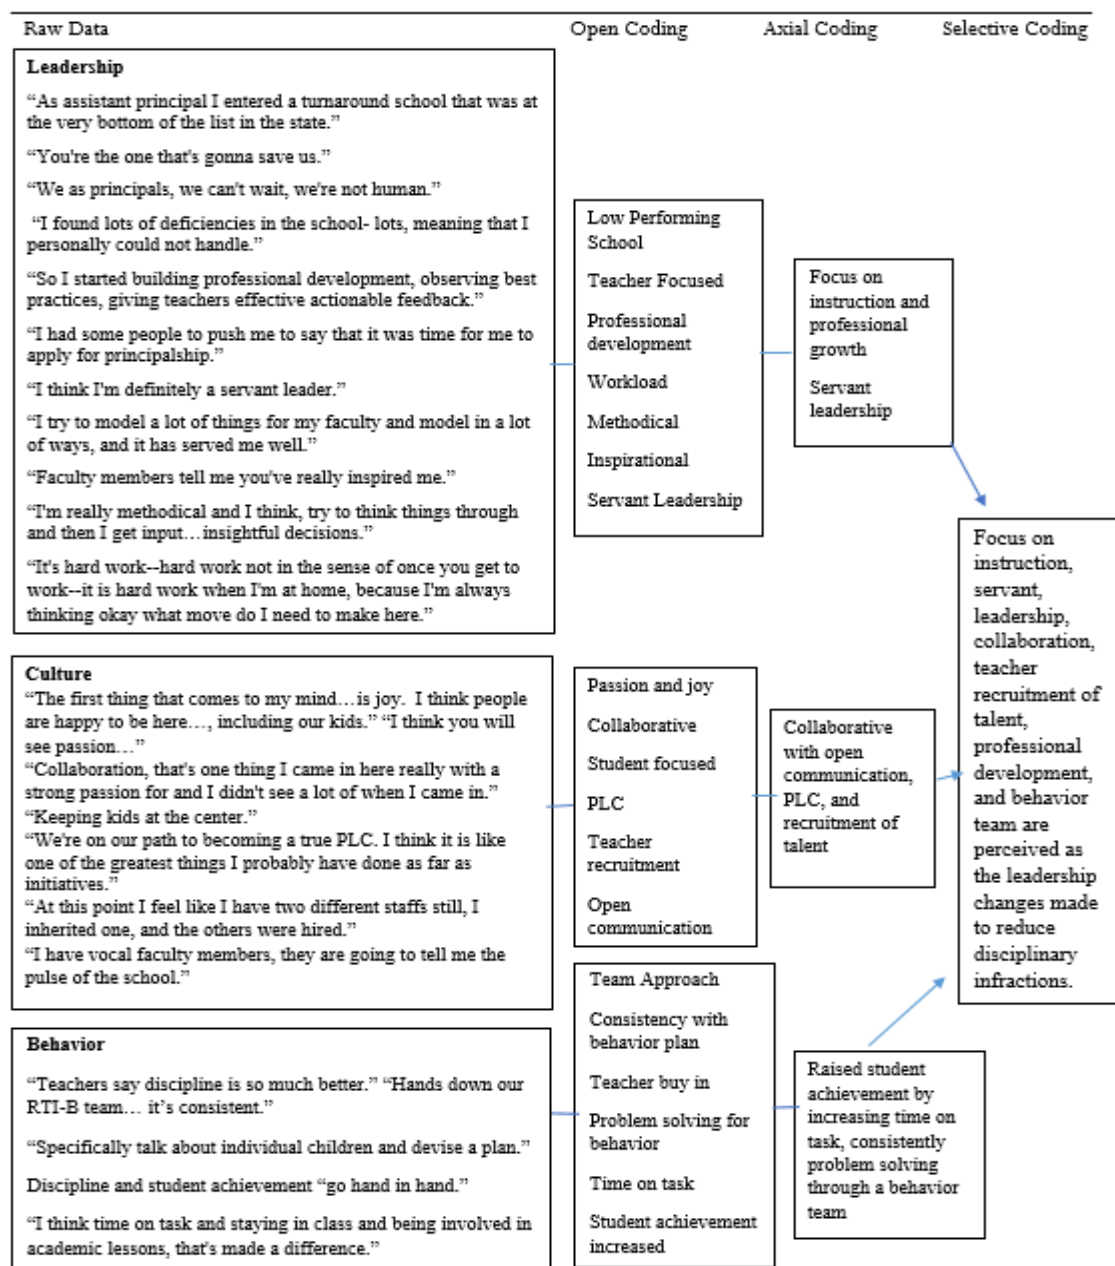 Raw Data
Open Coding
Axial Coding
Selective Coding
Leadership
“As assistant principal I entered a turnaround school that was at
the very bottom of the list in the state.”
“You're the one that's gonna save us.”
“We as principals, we can't wait, we're not human.”
“I found lots of deficiencies in the school- lots, meaning that I
personally could not handle.”
“So I started building professional development, observing best
practices, giving teachers effective actionable feedback.”
“I had some people to push me to say that it was time for me to
apply for principalship.”
“I think I'm definitely a servant leader.”
“I try to model a lot of things for my faculty and model in a lot
of ways, and it has served me well.”
“Faculty members tell me you've really inspired me.”
“I'm really methodical and I think, try to think things through
and then I get input…insightful decisions.”
“It's hard work--hard work not in the sense of once you get to
work--it is hard work when I'm at home, because I'm always
thinking okay what move do I need to make here.”
Low Performing
School
Teacher Focused
Professional
development
Workload
Methodical
Inspirational
Servant Leadership
Focus on
instruction and
professional
growth
Servant
leadership
Culture
“The first thing that comes to my mind…is joy.  I think people
are happy to be here…, including our kids.” “I think you will
see passion…”
“Collaboration, that's one thing I came in here really with a
strong passion for and I didn't see a lot of when I came in.”
“Keeping kids at the center.”
“We're on our path to becoming a true PLC. I think it is like
one of the greatest things I probably have done as far as
initiatives.”
“At this point I feel like I have two different staffs still, I
inherited one, and the others were hired.”
“I have vocal faculty members, they are going to tell me the
pulse of the school.”
Passion and joy
Collaborative
Student focused
PLC
Teacher
recruitment
Open
communication
Collaborative
with open
communication,
PLC, and
recruitment of
talent
Behavior
“Teachers say discipline is so much better.” “Hands down our
RTI-B team… it’s consistent.”
“Specifically talk about individual children and devise a plan.”
Discipline and student achievement “go hand in hand.”
“I think time on task and staying in class and being involved in
academic lessons, that's made a difference.”
Team Approach
Consistency with
behavior plan
Teacher buy in
Problem solving for
behavior
Time on task
Student achievement
increased
Raised student
achievement by
increasing time on
task, consistently
problem solving
through a behavior
team
Focus on
instruction,
servant,
leadership,
collaboration,
teacher
recruitment of
talent,
professional
development,
and behavior
team are
perceived as
the leadership
changes made
to reduce
disciplinary
infractions.